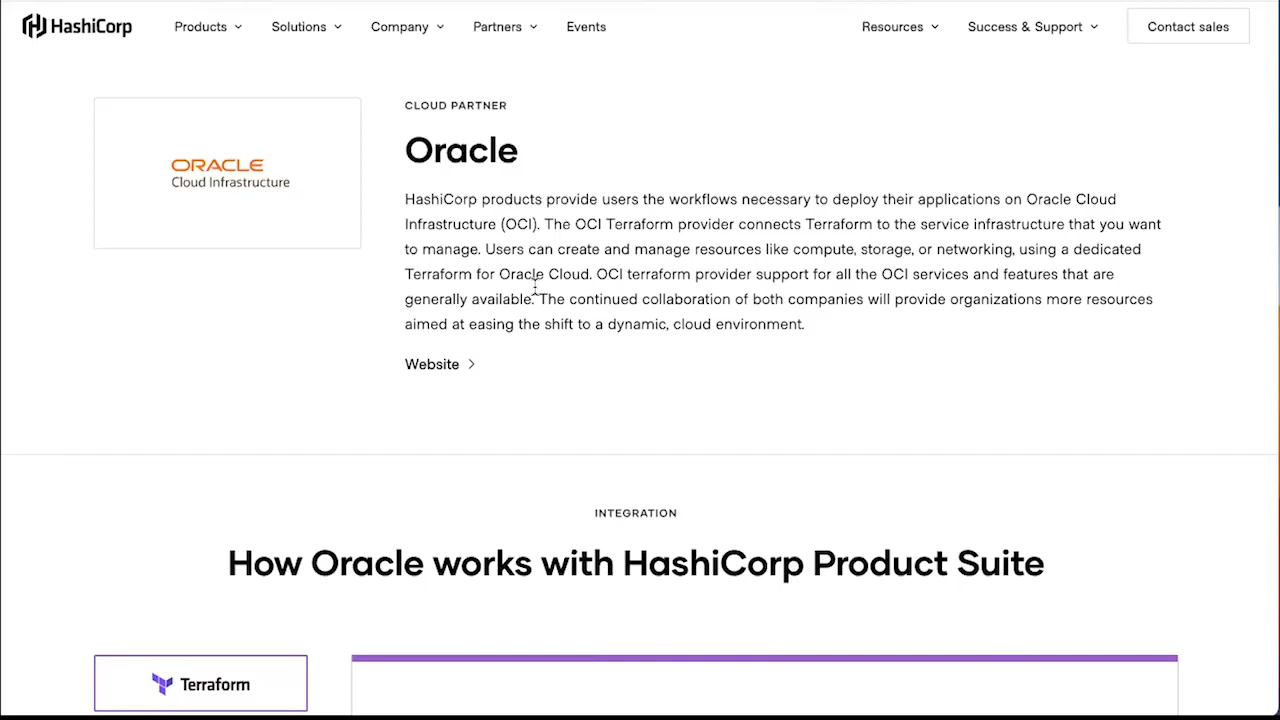 HashiCorp Products Solutions Company Partners Events Resources Success & Support Contact sales
ORACLE
Cloud Infrastructure
CLOUD PARTNER
Oracle
HashiCorp products provide users the workflows necessary to deploy their applications on Oracle Cloud
Infrastructure (OCI). The OCI Terraform provider connects Terraform to the service infrastructure that you want
to manage. Users can create and manage resources like compute, storage, or networking, using a dedicated
Terraform for Oracle Cloud. OCI terraform provider support for all the OCI services and features that are
generally available. The continued collaboration of both companies will provide organizations more resources
aimed at easing the shift to a dynamic, cloud environment.
Website
INTEGRATION
How Oracle works with HashiCorp Product Suite
Terraform